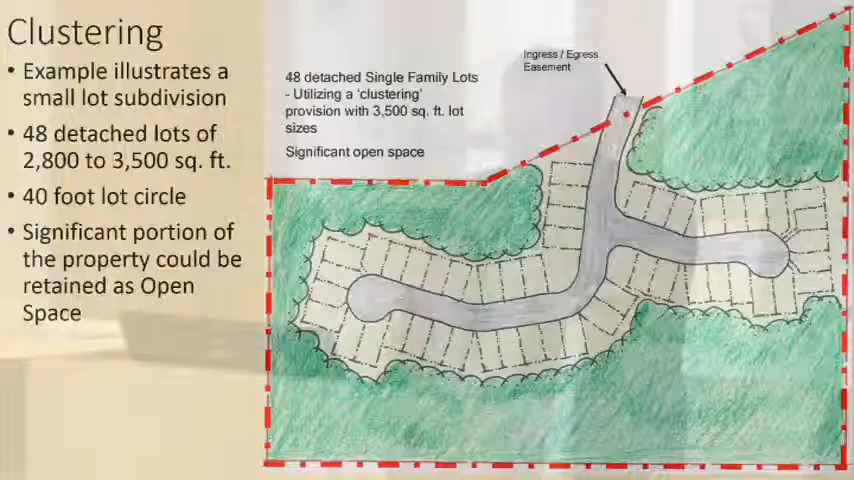 Clustering
• Example illustrates a
small lot subdivision
• 48 detached lots of
2,800 to 3,500 sq. ft.
• 40 foot lot circle
• Significant portion of
the property could be
retained as Open
Space
48 detached Single Family Lots
- Utilizing a ‘clustering’
provision with 3,500 sq. ft. lot
sizes
Significant open space
Ingress / Egress
Easement